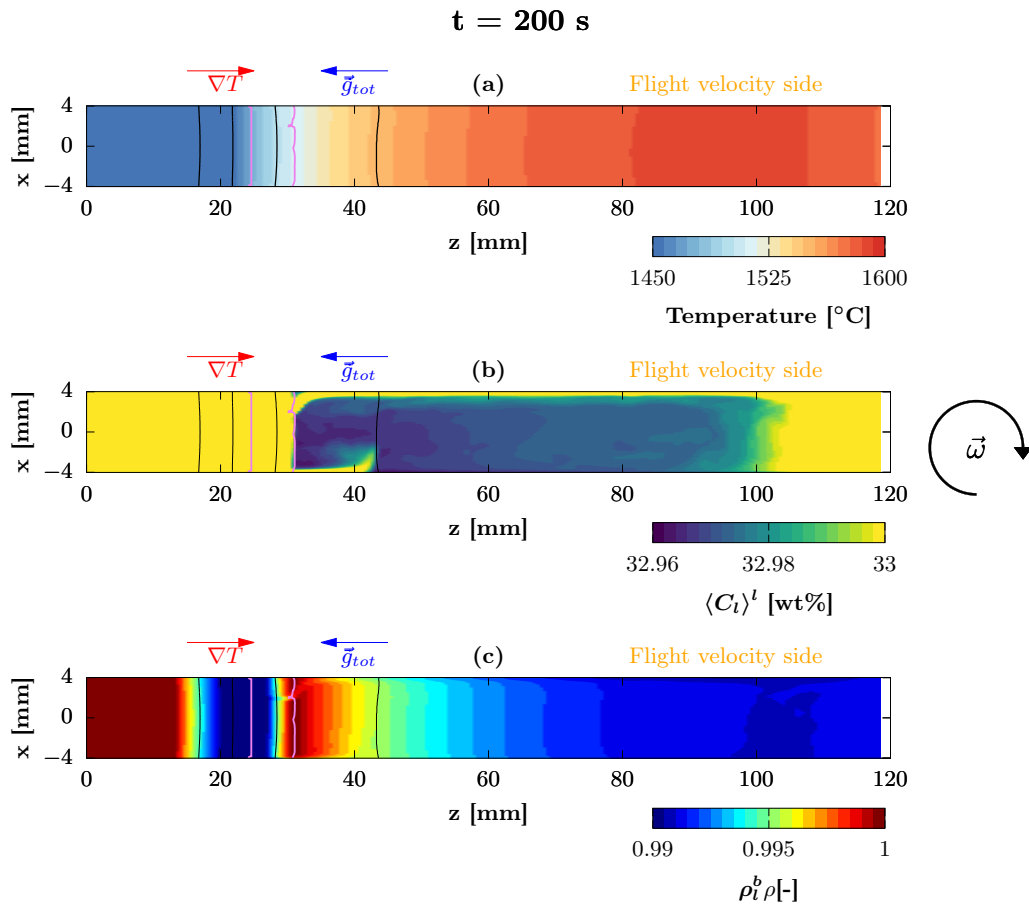 t = 200 s
∇T g⃗tot (a) Flight velocity side
x [mm]
4
0
−4
0 20 40 60 80 100 120
z [mm]
1450 1525 1600
Temperature [°C]
∇T g⃗tot (b) Flight velocity side
x [mm]
4
0
−4
ω⃗
0 20 40 60 80 100 120
z [mm]
32.96 32.98 33
⟨Cl⟩l [wt%]
∇T g⃗tot (c) Flight velocity side
x [mm]
4
0
−4
0 20 40 60 80 100 120
z [mm]
0.99 0.995 1
ρlb ρ[-]